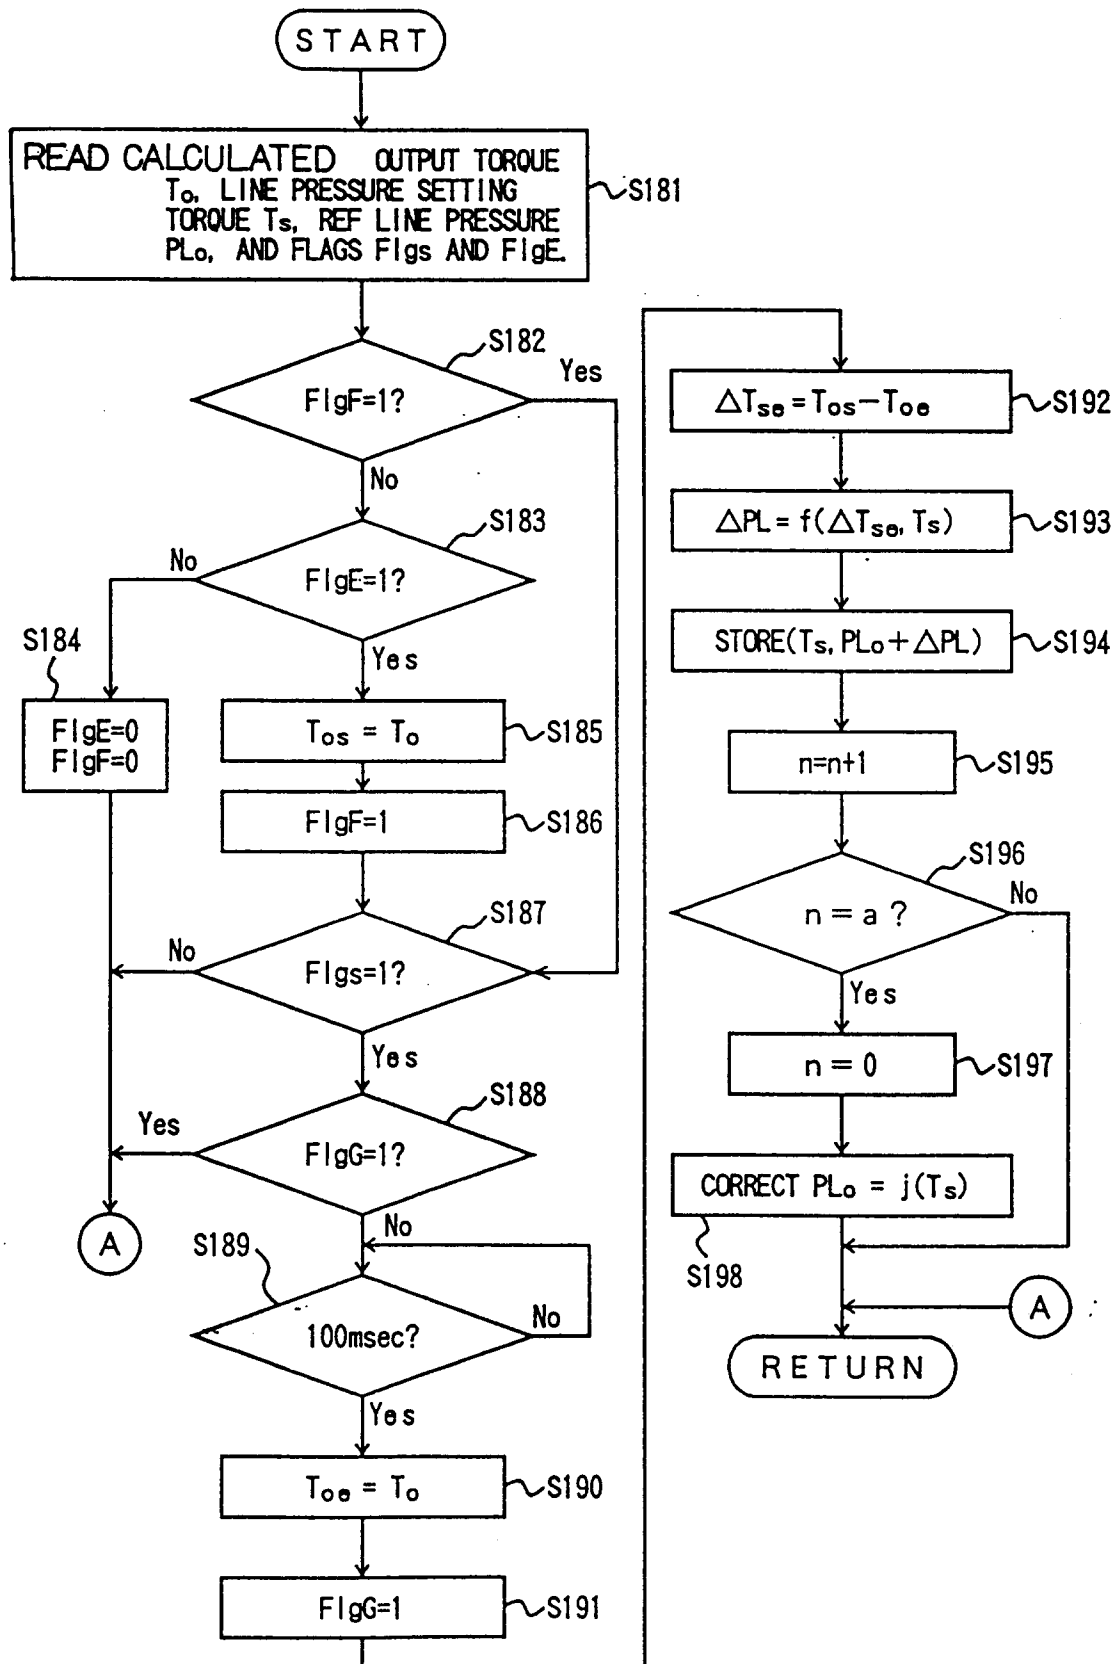 START
READ CALCULATED OUTPUT TORQUE
To, LINE PRESSURE SETTING
TORQUE Ts, REF LINE PRESSURE
PLo, AND FLAGS Flgs AND FlgE.
S181
FlgF=1?
S182
Yes
No
FlgE=1?
S183
No
Yes
S184
FlgE=0
FlgF=0
Tos = To
S185
FlgF=1
S186
Flgs=1?
S187
No
Yes
FlgG=1?
S188
Yes
No
A
S189
100msec?
No
Yes
Toe = To
S190
FlgG=1
S191
△Tse = Tos − Toe
S192
△PL = f(△Tse, Ts)
S193
STORE(Ts, PLo + △PL)
S194
n=n+1
S195
n = a ?
S196
No
Yes
n = 0
S197
CORRECT PLo = j(Ts)
S198
A
RETURN